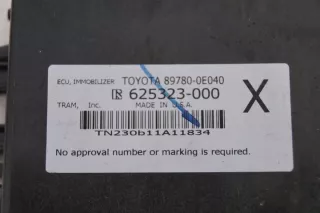 ECU, IMMOBILIZER TOYOTA 89780-0E040
625323-000
X
TRAM, Inc. MADE IN U.S.A.
TN230b11A11834
No approval number or marking is required.